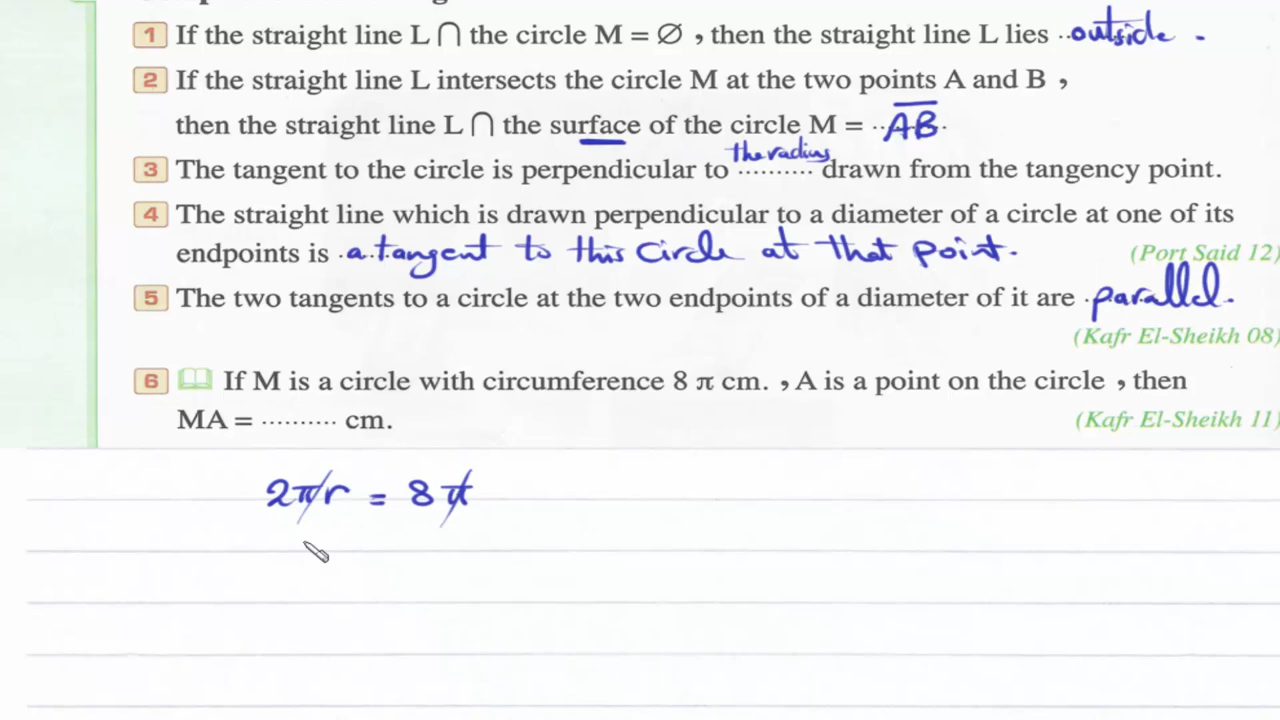 1 If the straight line L ⋂ the circle M = ∅ , then the straight line L lies ..outside .
2 If the straight line L intersects the circle M at the two points A and B ,
then the straight line L ⋂ the surface of the circle M = ..AB.
the radius
3 The tangent to the circle is perpendicular to .......... drawn from the tangency point.
4 The straight line which is drawn perpendicular to a diameter of a circle at one of its
endpoints is .a tangent to this circle at that point. (Port Said 12)
5 The two tangents to a circle at the two endpoints of a diameter of it are .parallel.
(Kafr El-Sheikh 08)
6 If M is a circle with circumference 8 π cm. , A is a point on the circle , then
MA = .......... cm. (Kafr El-Sheikh 11)
2πr = 8π